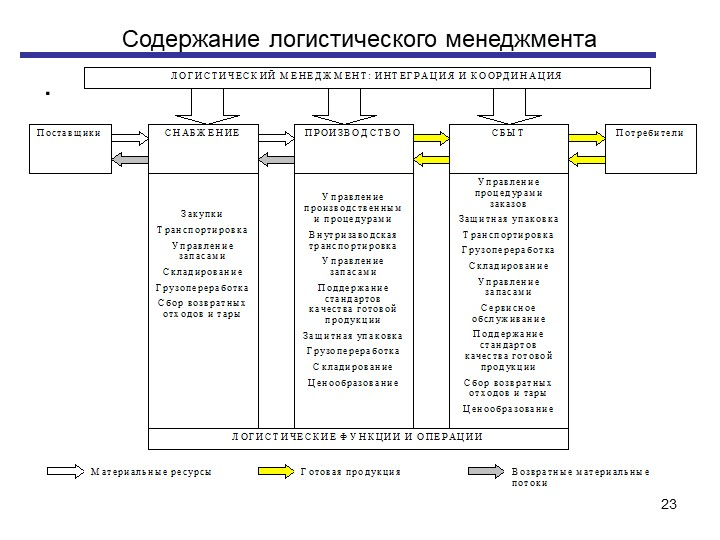 Содержание логистического менеджмента
ЛОГИСТИЧЕСКИЙ МЕНЕДЖМЕНТ: ИНТЕГРАЦИЯ И КООРДИНАЦИЯ
Поставщики
СНАБЖЕНИЕ
ПРОИЗВОДСТВО
СБЫТ
Потребители
Закупки
Транспортировка
Управление
запасами
Складирование
Грузопереработка
Сбор возвратных
отходов и тары
Управление
производственным
и процедурами
Внутризаводская
транспортировка
Управление
запасами
Поддержание
стандартов
качества готовой
продукции
Защитная упаковка
Грузопереработка
Складирование
Ценообразование
Управление
процедурами
заказов
Защитная упаковка
Транспортировка
Грузопереработка
Складирование
Управление
запасами
Сервисное
обслуживание
Поддержание
стандартов
качества готовой
продукции
Сбор возвратных
отходов и тары
Ценообразование
ЛОГИСТИЧЕСКИЕ ФУНКЦИИ И ОПЕРАЦИИ
Материальные ресурсы
Готовая продукция
Возвратные материальные
потоки
23